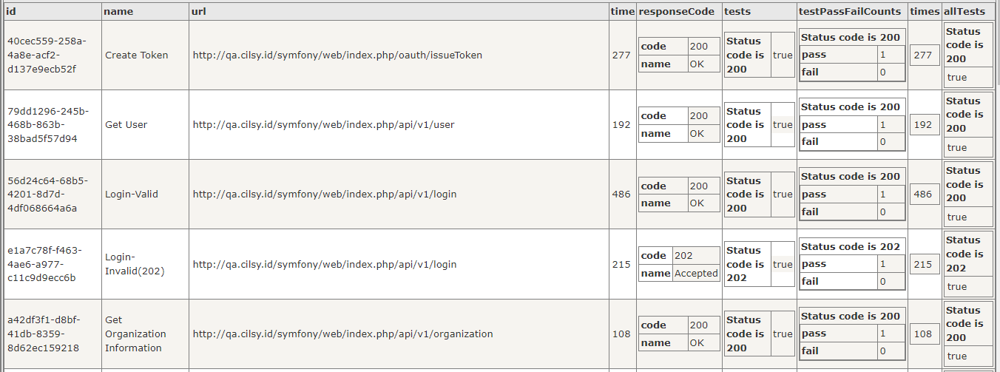 id name url time responseCode tests testPassFailCounts times allTests
40cec559-258a-
4a8e-acf2-
d137e9ecb52f
Create Token
http://qa.cilsy.id/symfony/web/index.php/oauth/issueToken
277
code 200
name OK
Status
code is
200
true
Status code is 200
pass 1
fail 0
277
Status
code is
200
true
79dd1296-245b-
468b-863b-
38bad5f57d94
Get User
http://qa.cilsy.id/symfony/web/index.php/api/v1/user
192
code 200
name OK
Status
code is
200
true
Status code is 200
pass 1
fail 0
192
Status
code is
200
true
56d24c64-68b5-
4201-8d7d-
4df068664a6a
Login-Valid
http://qa.cilsy.id/symfony/web/index.php/api/v1/login
486
code 200
name OK
Status
code is
200
true
Status code is 200
pass 1
fail 0
486
Status
code is
200
true
e1a7c78f-f463-
4ae6-a977-
c11c9d9ecc6b
Login-
Invalid(202)
http://qa.cilsy.id/symfony/web/index.php/api/v1/login
215
code 202
name Accepted
Status
code is
202
true
Status code is 202
pass 1
fail 0
215
Status
code is
202
true
a42df3f1-d8bf-
41db-8359-
8d62ec159218
Get
Organization
Information
http://qa.cilsy.id/symfony/web/index.php/api/v1/organization
108
code 200
name OK
Status
code is
200
true
Status code is 200
pass 1
fail 0
108
Status
code is
200
true